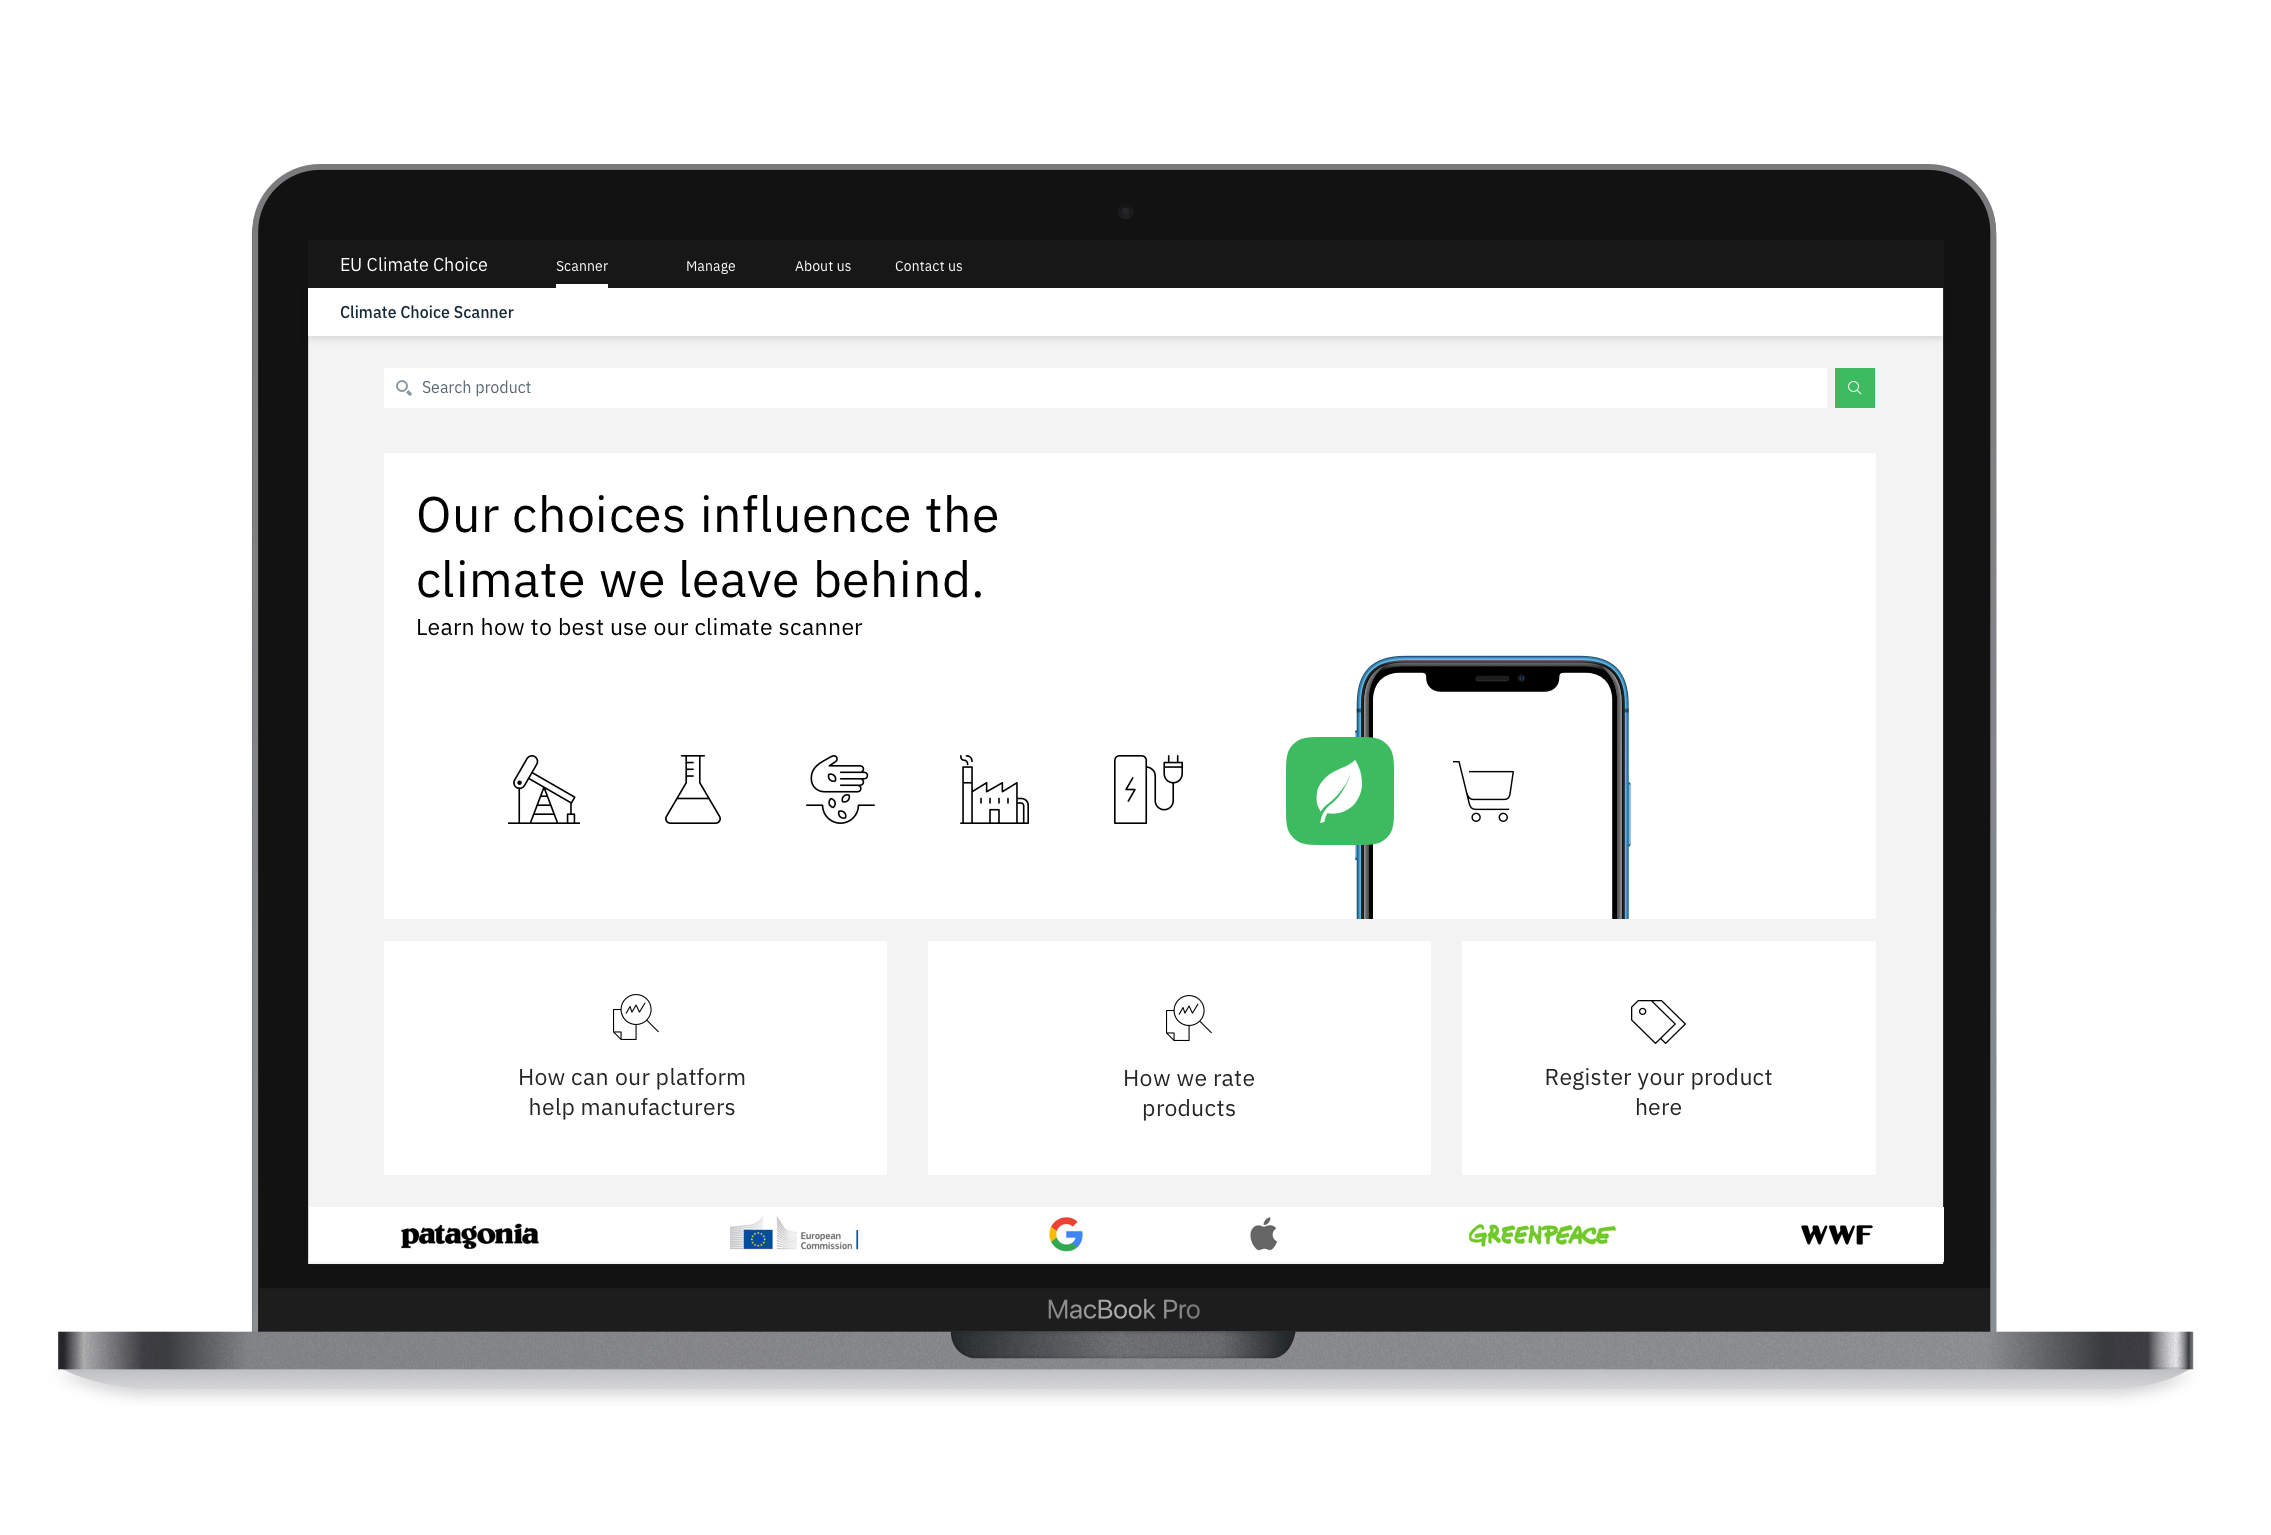 EU Climate Choice
Scanner
Manage
About us
Contact us
Climate Choice Scanner
Search product
Our choices influence the
climate we leave behind.
Learn how to best use our climate scanner
How can our platform
help manufacturers
How we rate
products
Register your product
here
patagonia
European
Commission
G
GREENPEACE
WWF
MacBook Pro